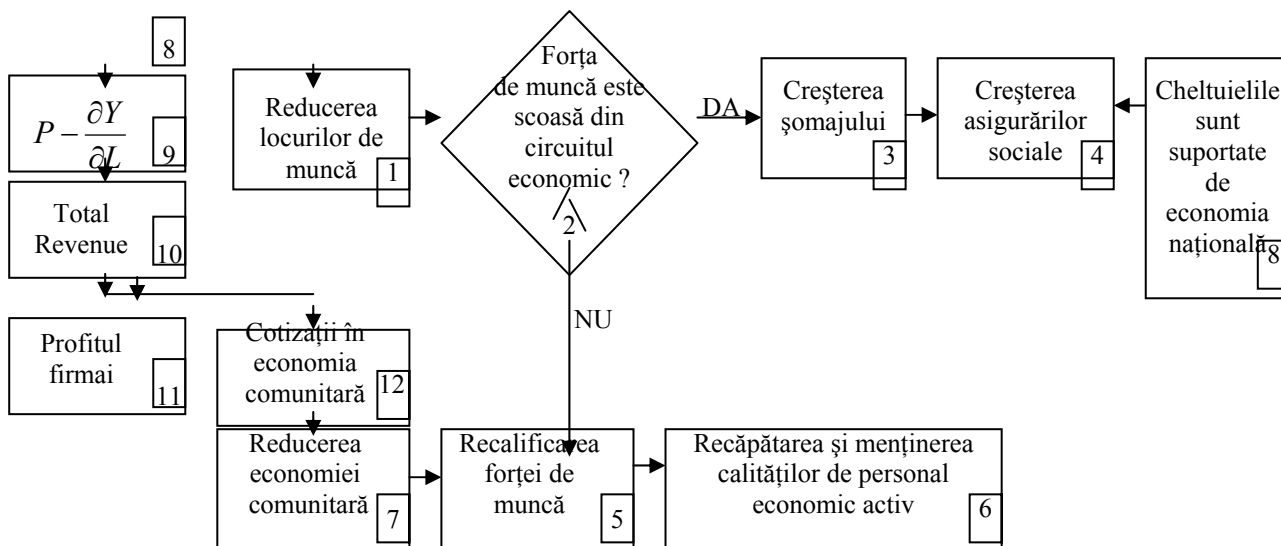 8
P − ∂Y/∂L
9
Total
Revenue
10
Profitul
firmai
11
Reducerea
locurilor de
muncă
1
Forța
de muncă este
scoasă din
circuitul
economic ?
2
DA
NU
Creşterea
şomajului
3
Creşterea
asigurărilor
sociale
4
Cheltuielile
sunt
suportate
de
economia
națională
8
Cotizații în
economia
comunitară
12
Reducerea
economiei
comunitară
7
Recalificarea
forței de
muncă
5
Recăpătarea şi menținerea
calităților de personal
economic activ
6